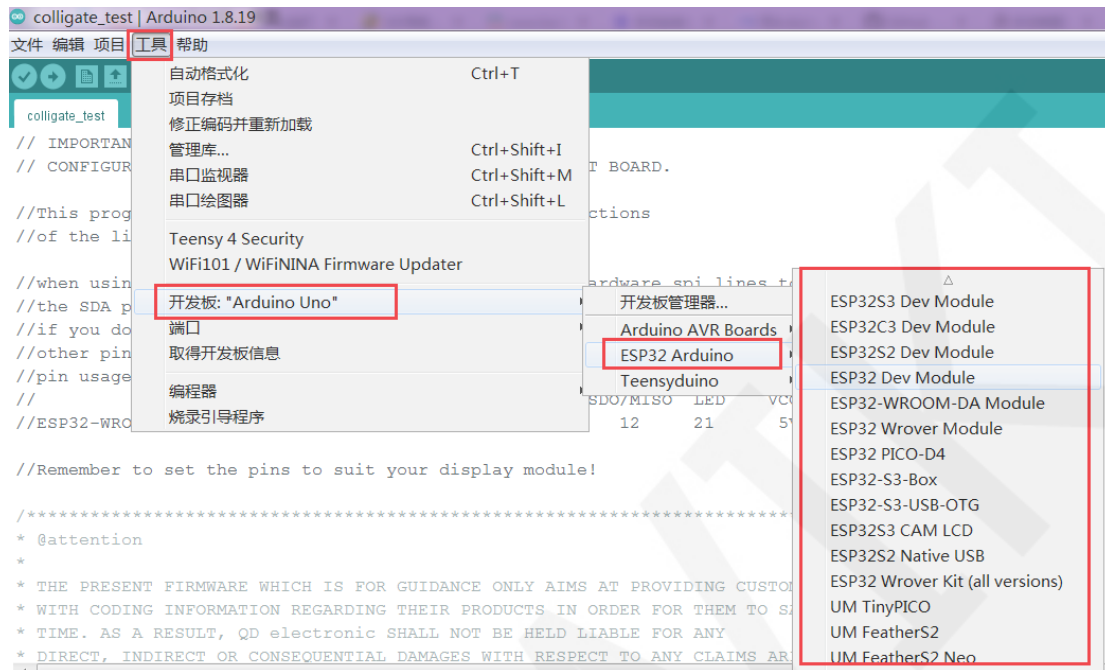 colligate_test | Arduino 1.8.19
文件 编辑 项目 工具 帮助
自动格式化 Ctrl+T
项目存档
修正编码并重新加载
管理库... Ctrl+Shift+I
串口监视器 Ctrl+Shift+M
串口绘图器 Ctrl+Shift+L
Teensy 4 Security
WiFi101 / WiFiNINA Firmware Updater
开发板: "Arduino Uno"
端口
取得开发板信息
编程器
烧录引导程序
开发板管理器...
Arduino AVR Boards
ESP32 Arduino
Teensyduino
ESP32S3 Dev Module
ESP32C3 Dev Module
ESP32S2 Dev Module
ESP32 Dev Module
ESP32-WROOM-DA Module
ESP32 Wrover Module
ESP32 PICO-D4
ESP32-S3-Box
ESP32-S3-USB-OTG
ESP32S3 CAM LCD
ESP32S2 Native USB
ESP32 Wrover Kit (all versions)
UM TinyPICO
UM FeatherS2
UM FeatherS2 Neo
colligate_test
// IMPORTAN
// CONFIGUR T BOARD.
//This prog ctions
//of the li
//when usin ardware spi lines t
//the SDA p
//if you do
//other pin
//pin usage
// SDO/MISO LED VC
//ESP32-WRO 12 21 5
//Remember to set the pins to suit your display module!
/***************************************************************************
* @attention
*
* THE PRESENT FIRMWARE WHICH IS FOR GUIDANCE ONLY AIMS AT PROVIDING CUSTO
* WITH CODING INFORMATION REGARDING THEIR PRODUCTS IN ORDER FOR THEM TO S
* TIME. AS A RESULT, QD electronic SHALL NOT BE HELD LIABLE FOR ANY
* DIRECT, INDIRECT OR CONSEQUENTIAL DAMAGES WITH RESPECT TO ANY CLAIMS AR